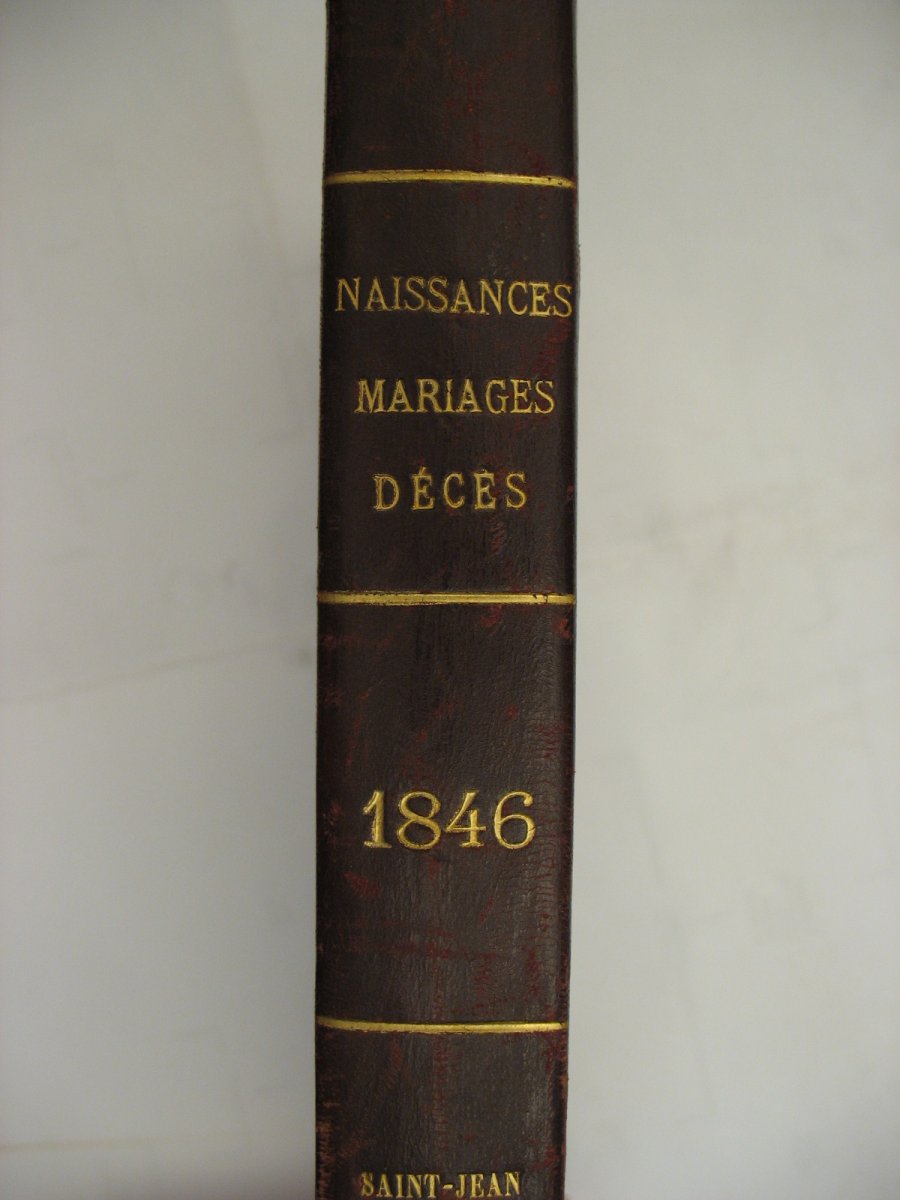 NAISSANCES
MARIAGES
DÉCES
1846
SAINT-JEAN